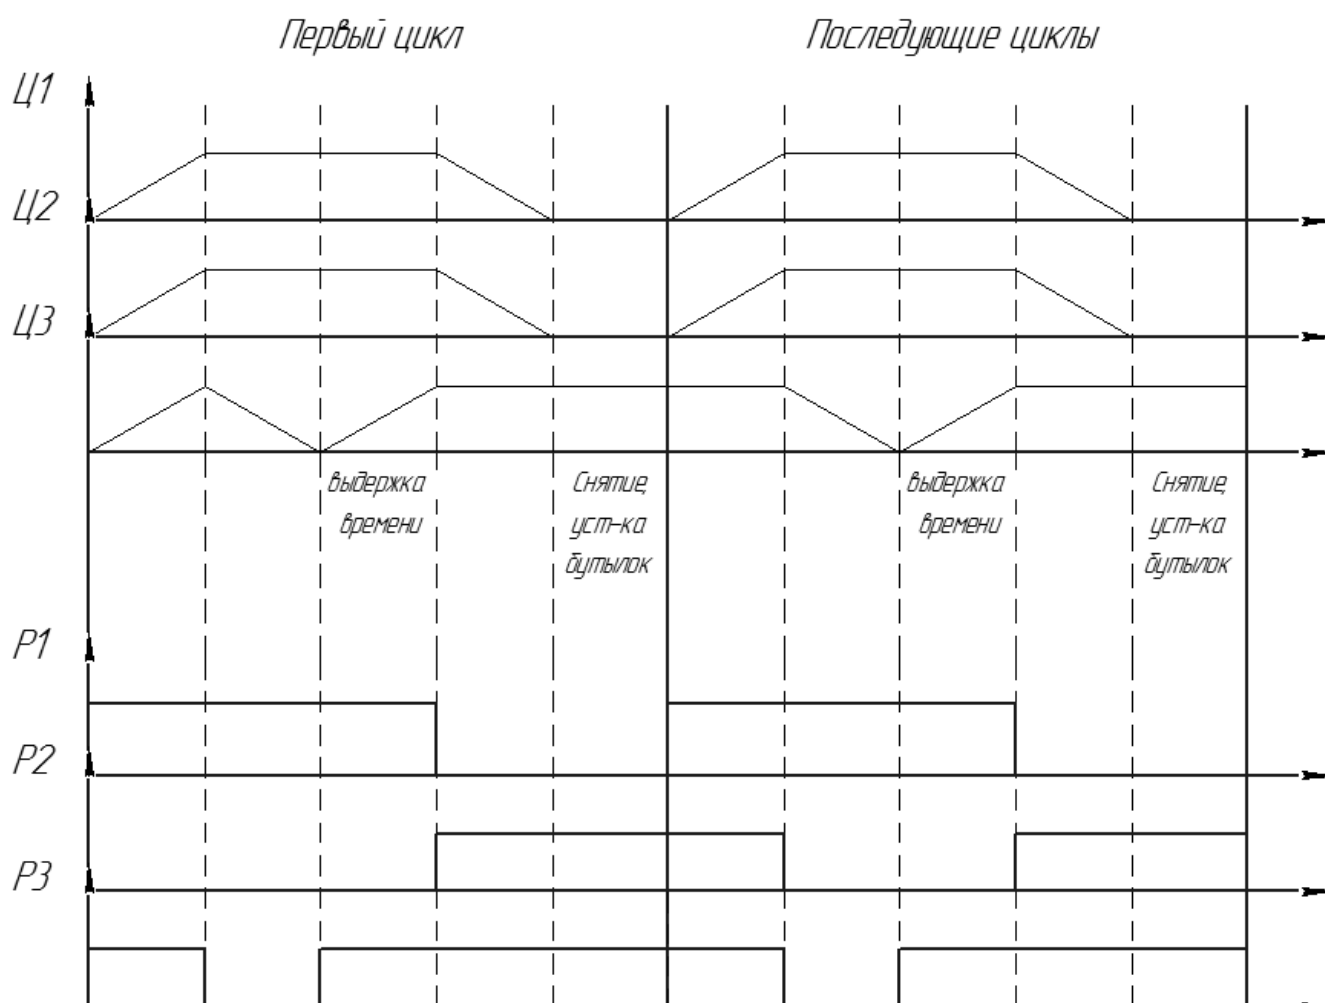 Первый цикл Последующие циклы
Ц1
Ц2
Ц3
выдержка Снятие, выдержка Снятие,
времени уст-ка времени уст-ка
бутылок бутылок
Р1
Р2
Р3